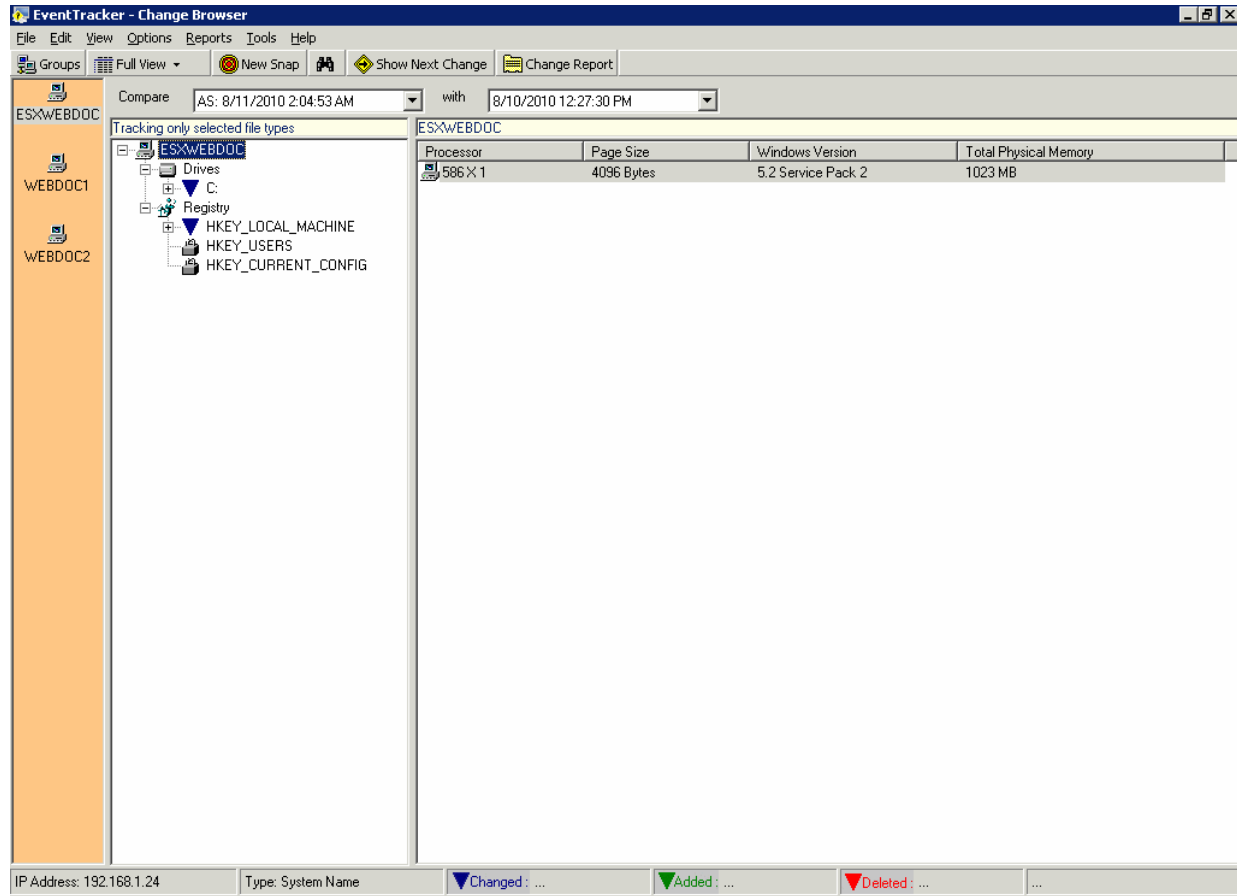 EventTracker - Change Browser
File Edit View Options Reports Tools Help
Groups Full View New Snap Show Next Change Change Report
ESXWEBDOC
WEBDOC1
WEBDOC2
Compare AS: 8/11/2010 2:04:53 AM with 8/10/2010 12:27:30 PM
Tracking only selected file types
ESXWEBDOC
Drives
C:
Registry
HKEY_LOCAL_MACHINE
HKEY_USERS
HKEY_CURRENT_CONFIG
ESXWEBDOC
Processor Page Size Windows Version Total Physical Memory
586 X 1 4096 Bytes 5.2 Service Pack 2 1023 MB
IP Address: 192.168.1.24 Type: System Name Changed : ... Added : ... Deleted : ... ...